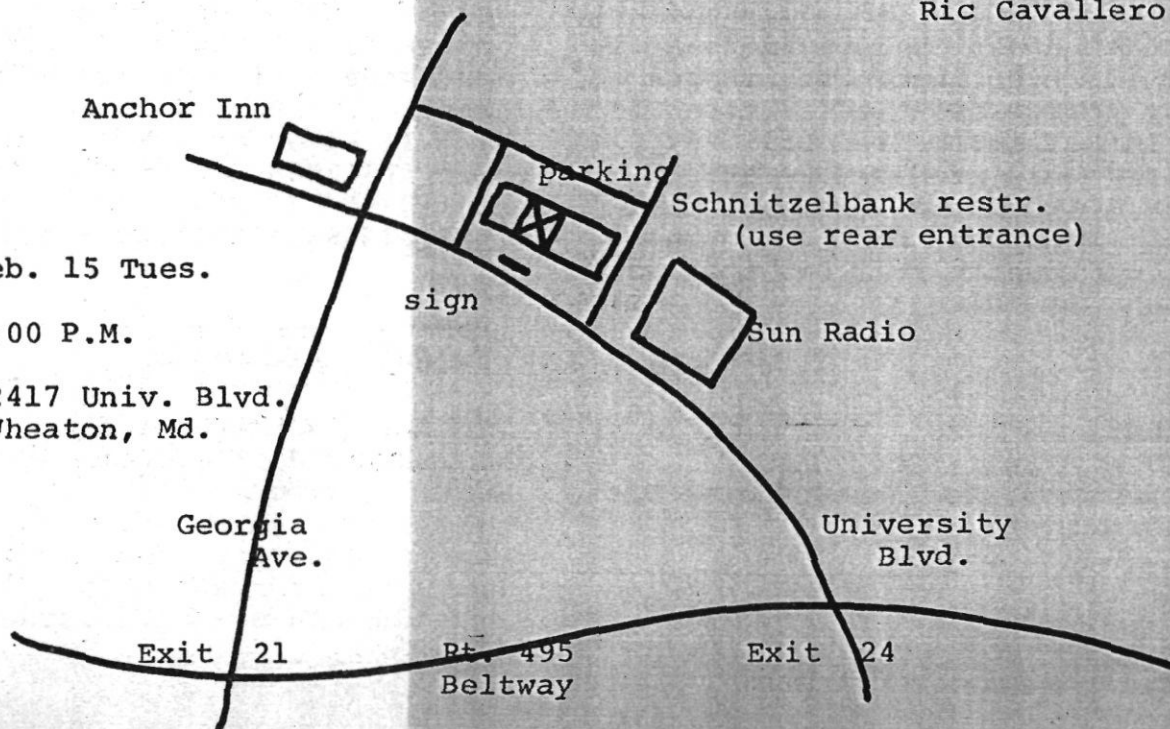 Ric Cavallero
Anchor Inn
parking
Schnitzelbank restr.
(use rear entrance)
eb. 15 Tues.
sign
Sun Radio
00 P.M.
417 Univ. Blvd.
Wheaton, Md.
Georgia
Ave.
University
Blvd.
Exit 21
Rt. 495
Beltway
Exit 24